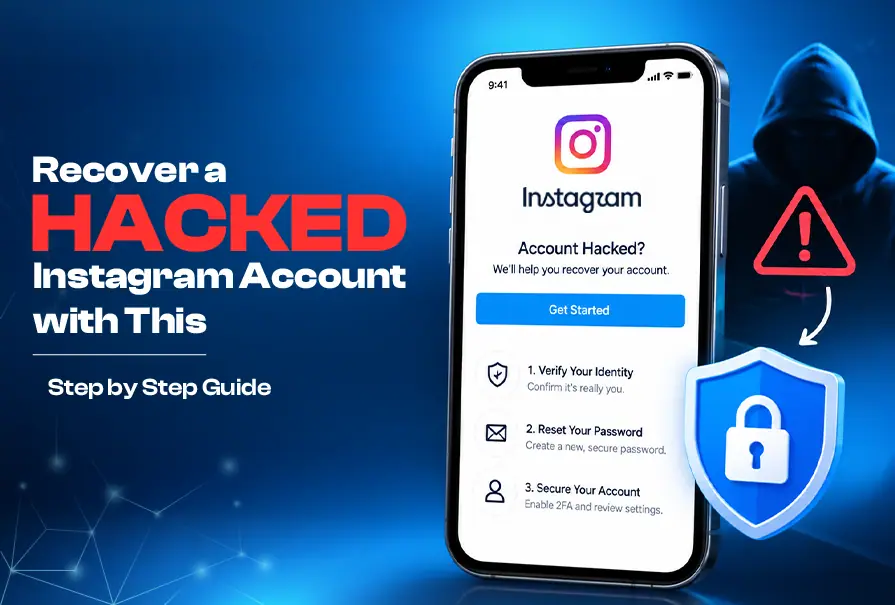 Recover a
HACKED
Instagram Account
with This
Step by Step Guide
9:41
Instagram
Account Hacked?
We'll help you recover your account.
Get Started
1. Verify Your Identity
Confirm it's really you.
2. Reset Your Password
Create a new, secure password.
3. Secure Your Account
Enable 2FA and review settings.